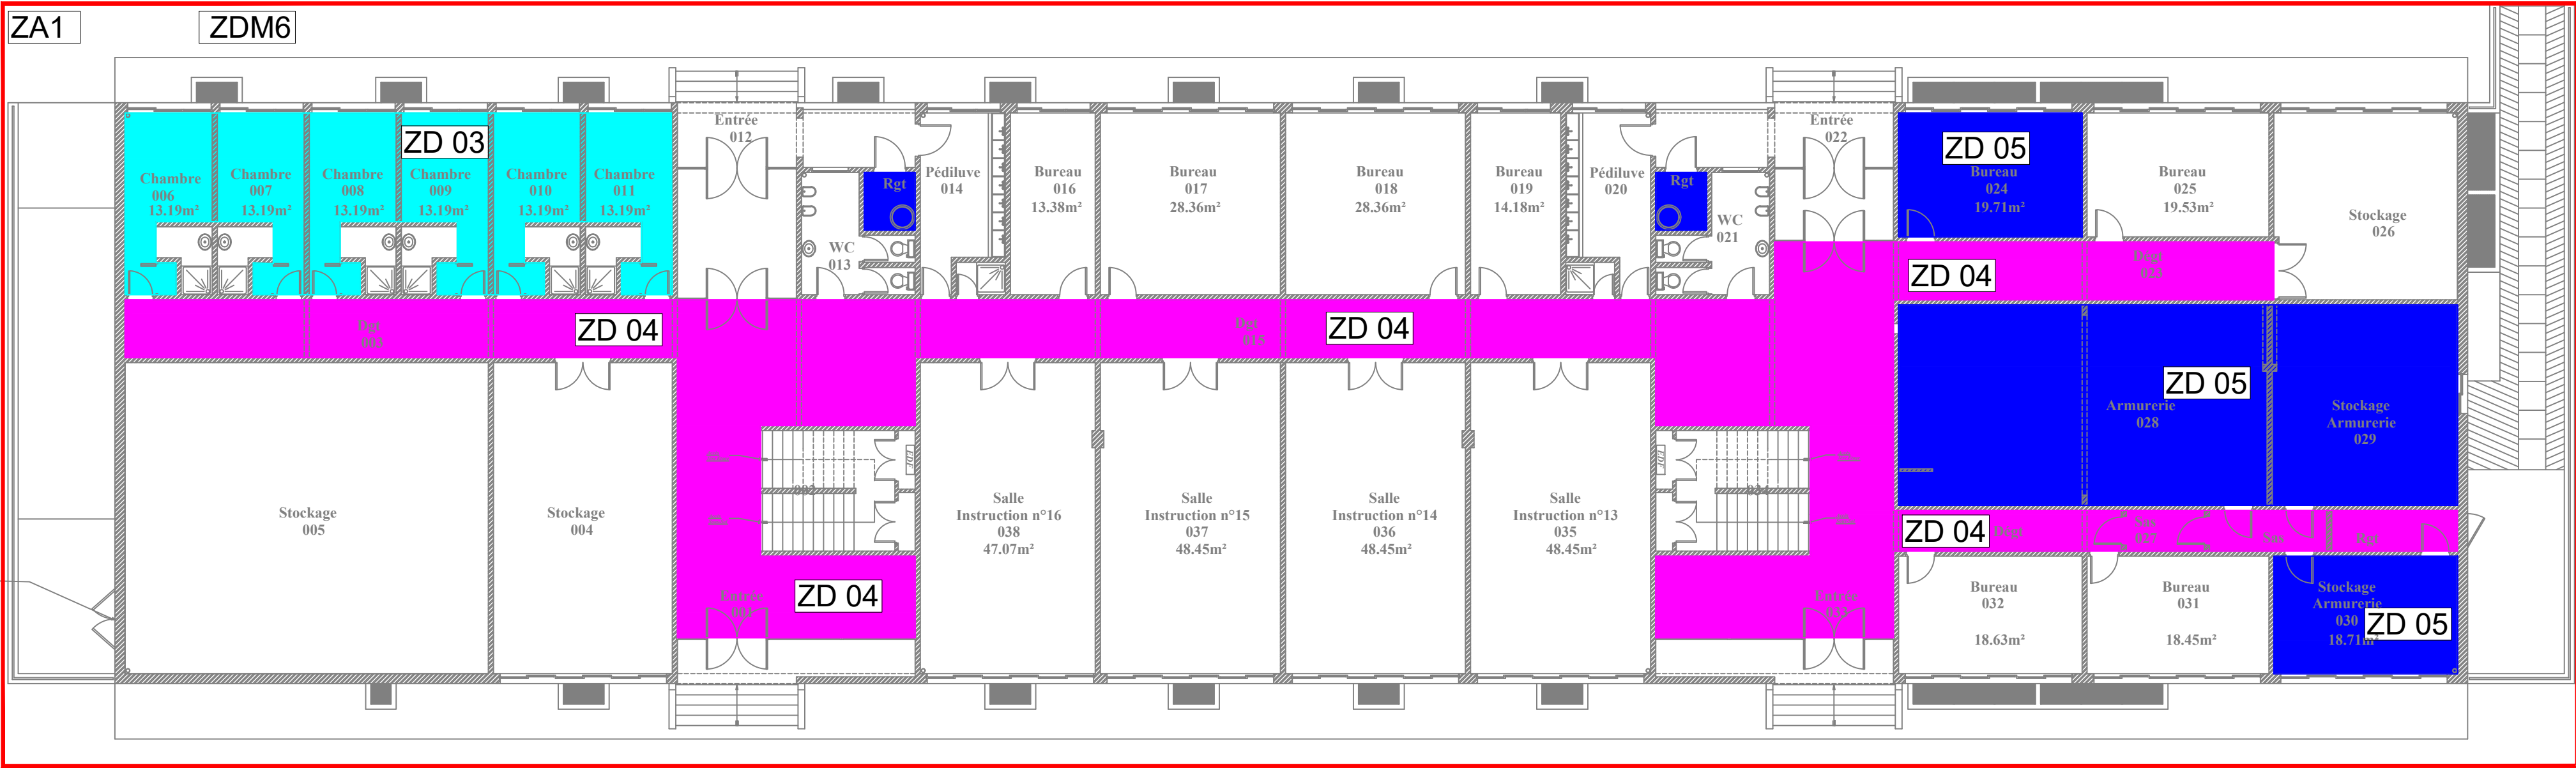 ZA1
ZDM6
Chambre
006
13.19m²
Chambre
007
13.19m²
Chambre
008
13.19m²
ZD 03
Chambre
009
13.19m²
Chambre
010
13.19m²
Chambre
011
13.19m²
Entrée
012
WC
013
Rgt
Pédiluve
014
Bureau
016
13.38m²
Bureau
017
28.36m²
Bureau
018
28.36m²
Bureau
019
14.18m²
Pédiluve
020
Rgt
WC
021
Entrée
022
ZD 05
Bureau
024
19.71m²
Bureau
025
19.53m²
Stockage
026
Dgt
003
ZD 04
Dgt
015
ZD 04
ZD 04
Dégt
023
Stockage
005
Stockage
004
EDF
Entrée
001
ZD 04
Salle
Instruction n°16
038
47.07m²
Salle
Instruction n°15
037
48.45m²
Salle
Instruction n°14
036
48.45m²
Salle
Instruction n°13
035
48.45m²
EDF
Entrée
033
ZD 05
Armurerie
028
Stockage
Armurerie
029
ZD 04
Dégt
Sas
027
Sas
Rgt
Bureau
032
18.63m²
Bureau
031
18.45m²
Stockage
Armurerie
030
18.71m²
ZD 05